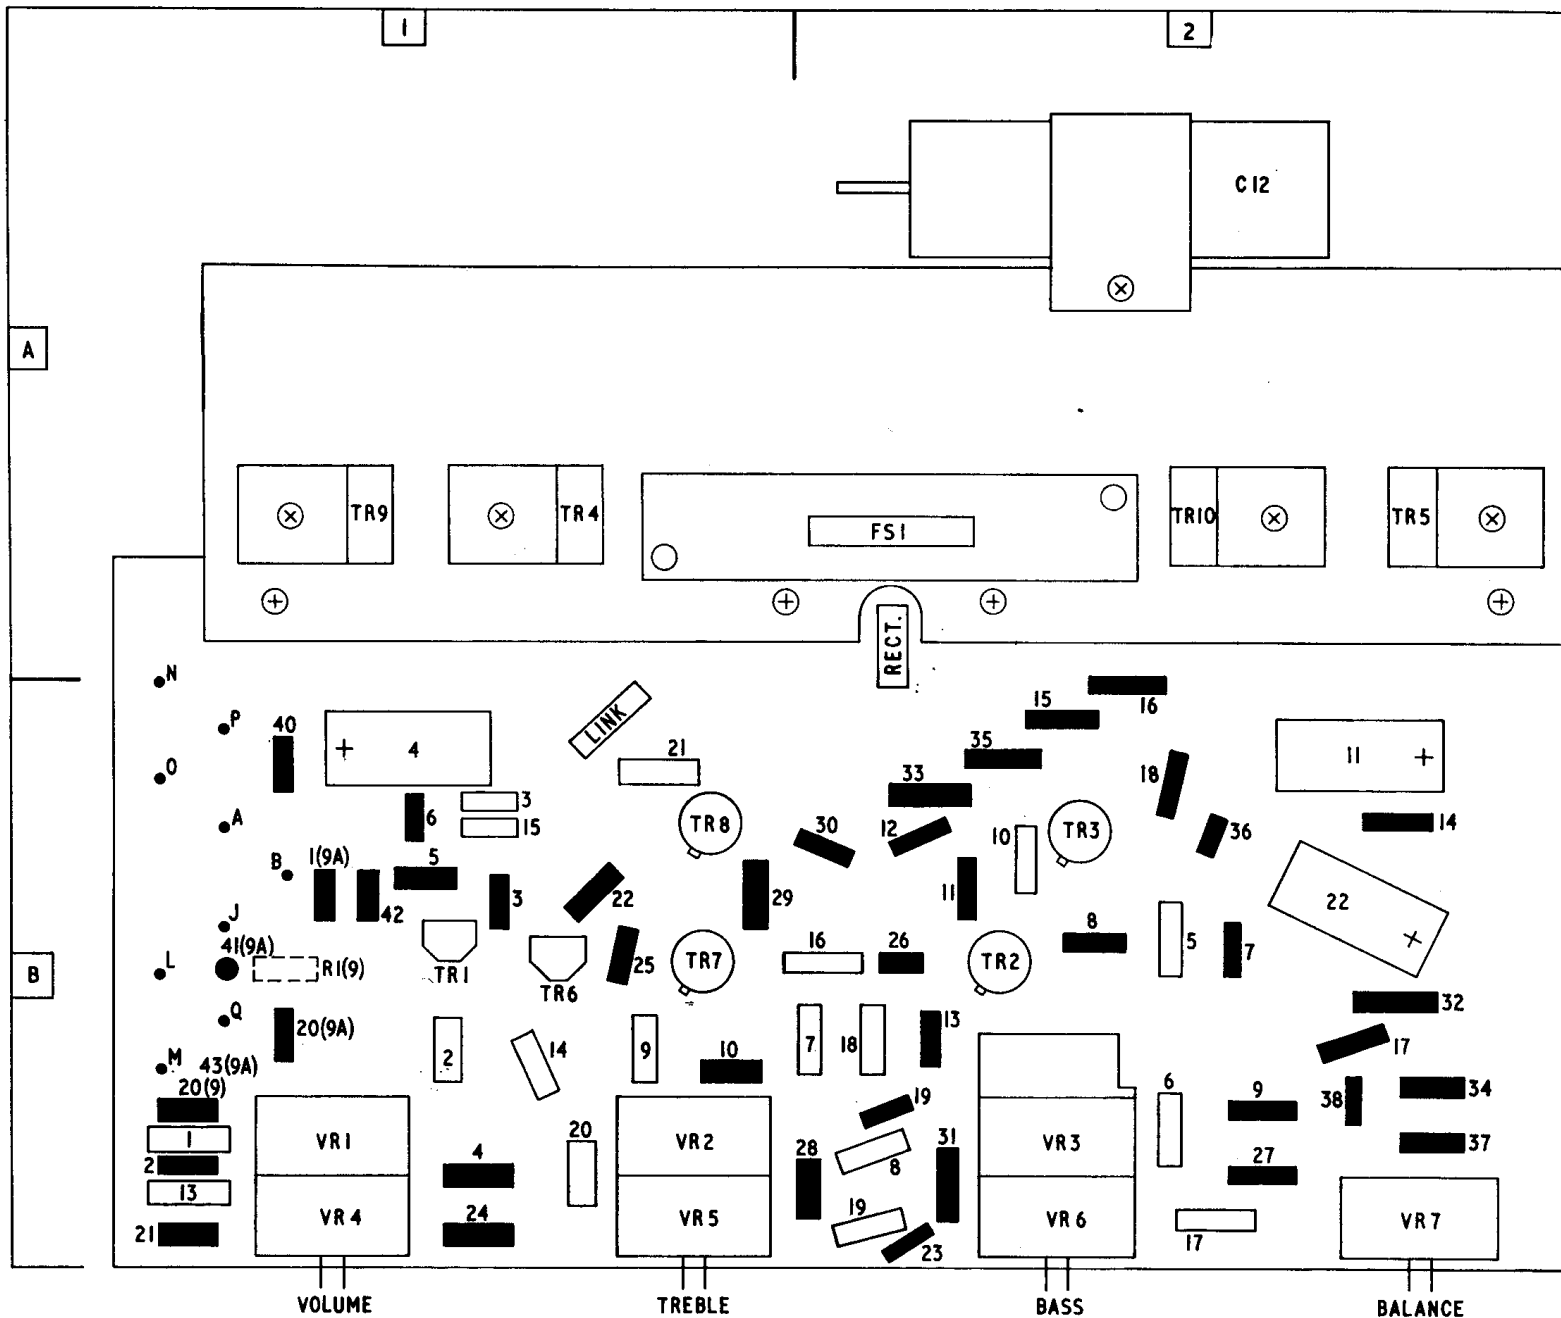 1 2
C12
A
TR9 TR4 FS1 TR10 TR5
RECT.
N
P 40 4 LINK 21 15 16
O 35 18 11
A 6 3 15 TR8 33 30 12 10 TR3 36 14
B 1(9A) 42 5 3 22 29 11 8 22
J
41(9A)
B L R1(9) TR1 TR6 25 TR7 16 26 TR2 5 7
Q 20(9A) 32
M 43(9A) 2 14 9 10 7 18 13 17
20(9) 19 6 9 38 34
1 VR1 20 VR2 8 31 VR3 37
2 4 28 27
13
21 VR4 24 VR5 19 23 VR6 17 VR7
VOLUME TREBLE BASS BALANCE